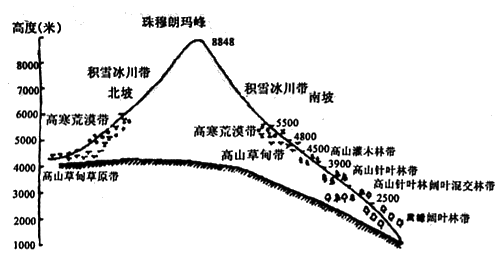 珠穆朗玛峰
高度(米)
8848
8000
积雪冰川带
积雪冰川带
北坡
南坡
7000
6000
高寒荒漠带
5500
高寒荒漠带
4800
5000
高山草甸带
4500
高山灌木林带
4000
3900
高山针叶林带
高山草甸草原带
高山针叶林阔叶混交林带
3000
2500
阔叶林带
2000
1000